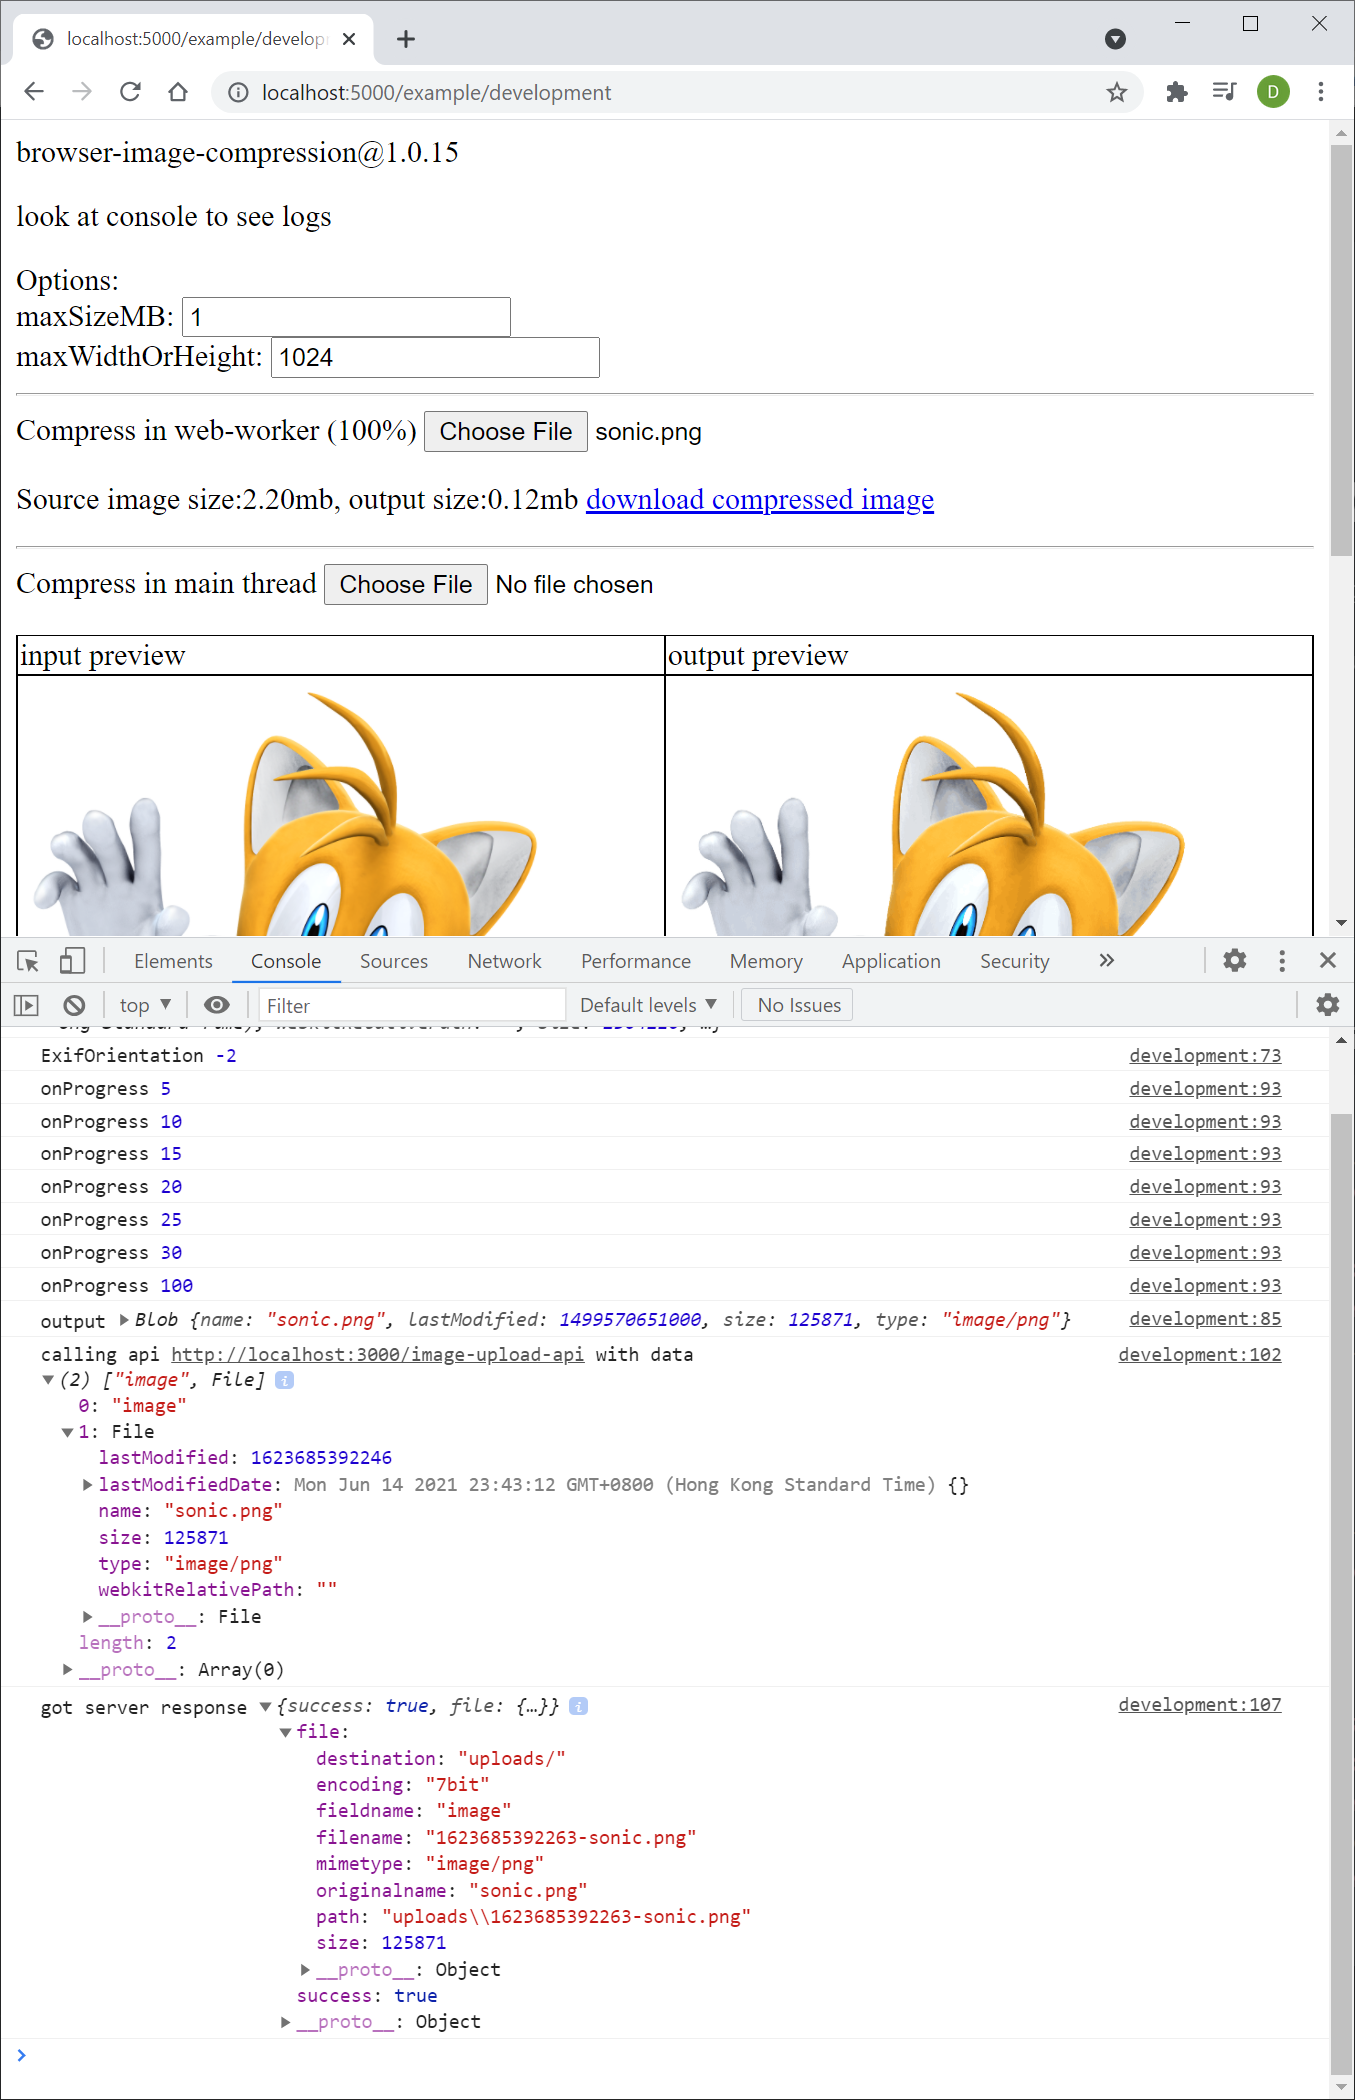 localhost:5000/example/develop
localhost:5000/example/development
D
browser-image-compression@1.0.15
look at console to see logs
Options:
maxSizeMB: 1
maxWidthOrHeight: 1024
Compress in web-worker (100%) Choose File sonic.png
Source image size:2.20mb, output size:0.12mb download compressed image
Compress in main thread Choose File No file chosen
input preview output preview
Elements Console Sources Network Performance Memory Application Security »
top ▼ Filter Default levels ▼ No Issues
ExifOrientation -2 development:73
onProgress 5 development:93
onProgress 10 development:93
onProgress 15 development:93
onProgress 20 development:93
onProgress 25 development:93
onProgress 30 development:93
onProgress 100 development:93
output ▶Blob {name: "sonic.png", lastModified: 1499570651000, size: 125871, type: "image/png"} development:85
calling api http://localhost:3000/image-upload-api with data development:102
▼(2) ["image", File] i
0: "image"
▼1: File
lastModified: 1623685392246
▶lastModifiedDate: Mon Jun 14 2021 23:43:12 GMT+0800 (Hong Kong Standard Time) {}
name: "sonic.png"
size: 125871
type: "image/png"
webkitRelativePath: ""
▶__proto__: File
length: 2
▶__proto__: Array(0)
got server response ▼{success: true, file: {…}} i development:107
▼file:
destination: "uploads/"
encoding: "7bit"
fieldname: "image"
filename: "1623685392263-sonic.png"
mimetype: "image/png"
originalname: "sonic.png"
path: "uploads\\1623685392263-sonic.png"
size: 125871
▶__proto__: Object
success: true
▶__proto__: Object
>